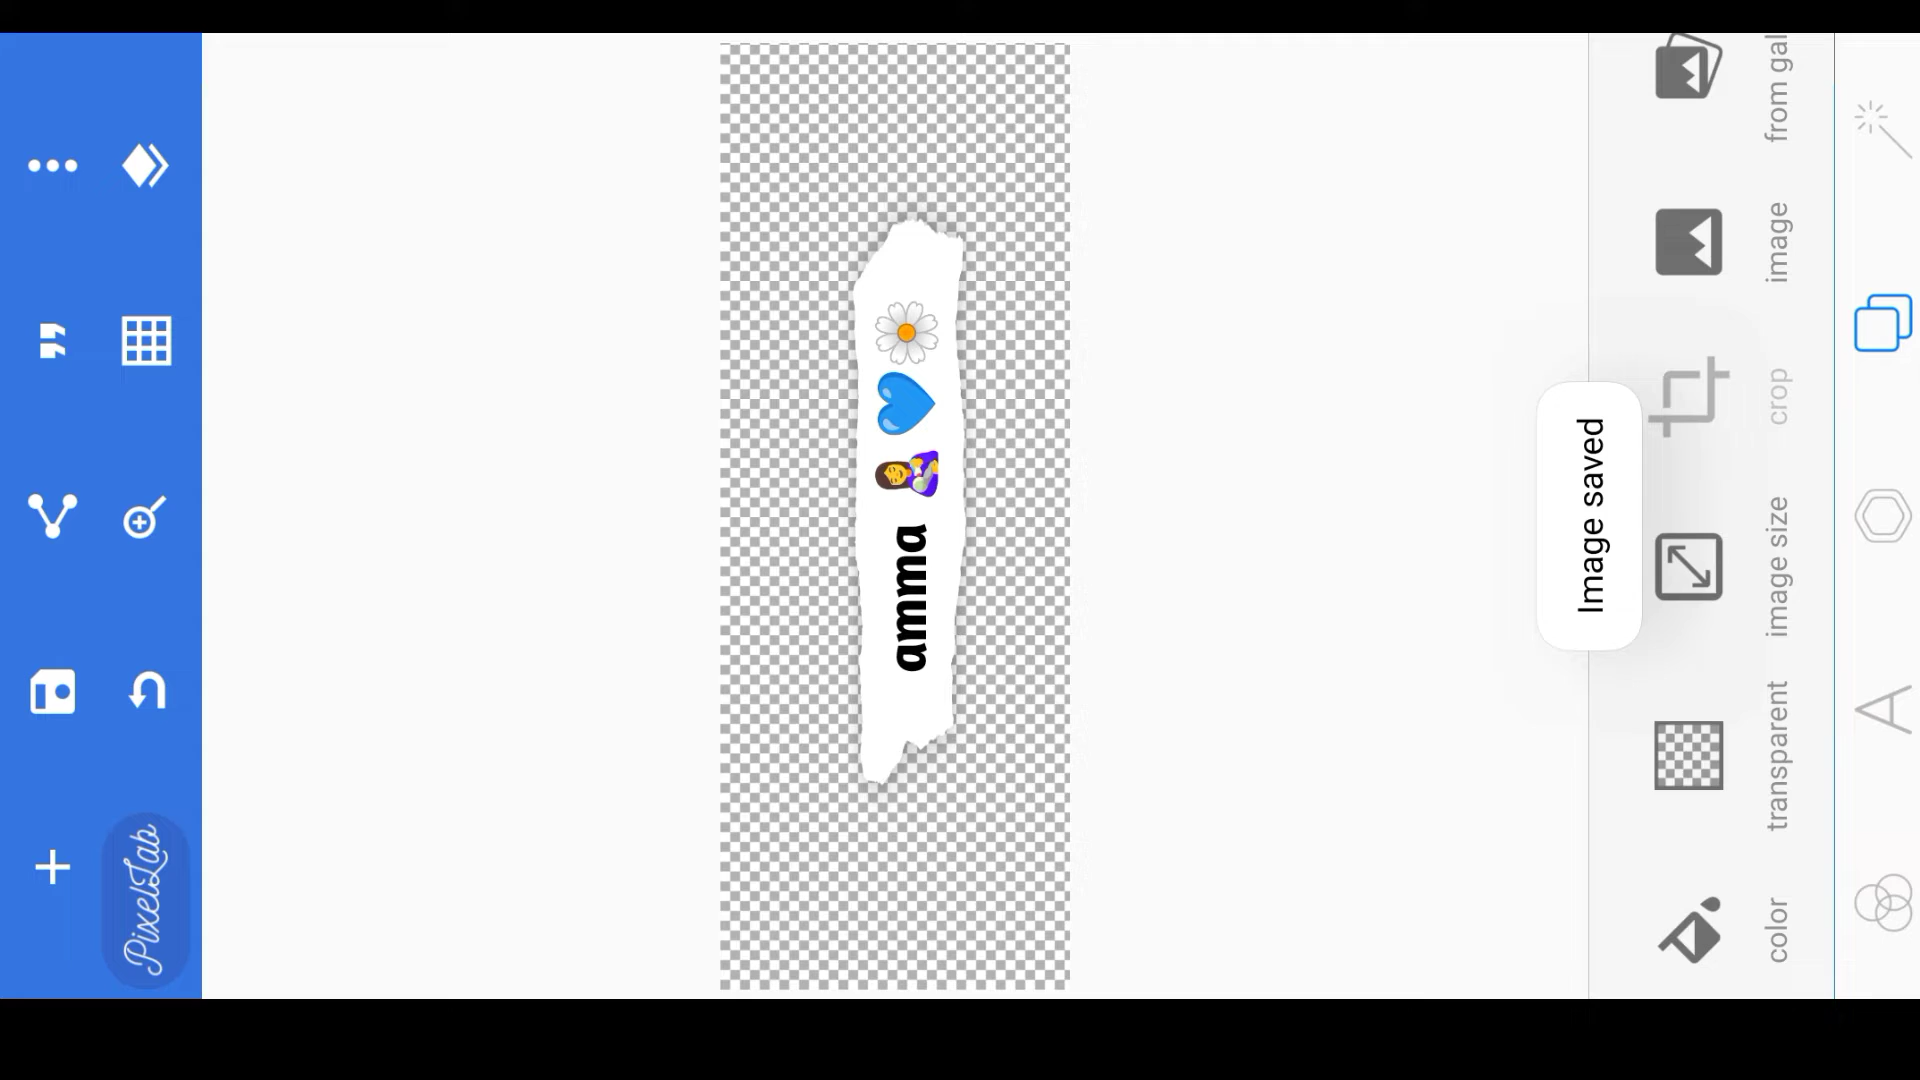 PixelLab
amma 🤱💙🌼
Image saved
color
transparent
image size
crop
image
from gal